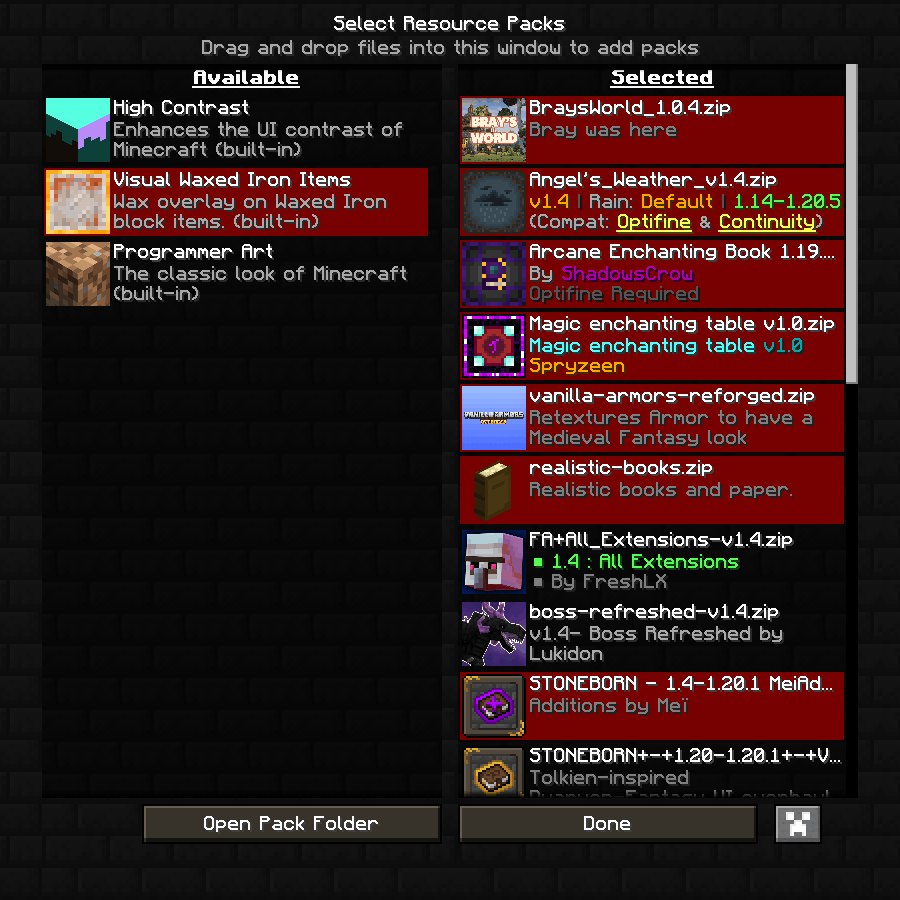 Select Resource Packs
Drag and drop files into this window to add packs
Available
High Contrast
Enhances the UI contrast of
Minecraft (built-in)
Visual Waxed Iron Items
Wax overlay on Waxed Iron
block items. (built-in)
Programmer Art
The classic look of Minecraft
(built-in)
Selected
BRAY'S
WORLD
BraysWorld_1.0.4.zip
Bray was here
Angel's_Weather_v1.4.zip
v1.4 | Rain: Default | 1.14-1.20.5
(Compat: Optifine & Continuity)
Arcane Enchanting Book 1.19....
By ShadowsCrow
Optifine Required
Magic enchanting table v1.0.zip
Magic enchanting table v1.0
Spryzeen
VANILLA ARMORS
vanilla-armors-reforged.zip
Retextures Armor to have a
Medieval Fantasy look
realistic-books.zip
Realistic books and paper.
FA+All_Extensions-v1.4.zip
▪ 1.4 : All Extensions
▪ By FreshLX
boss-refreshed-v1.4.zip
v1.4- Boss Refreshed by
Lukidon
STONEBORN - 1.4-1.20.1 MeiAd...
Additions by Meï
STONEBORN+-+1.20-1.20.1+-+V...
Tolkien-inspired
Open Pack Folder
Done